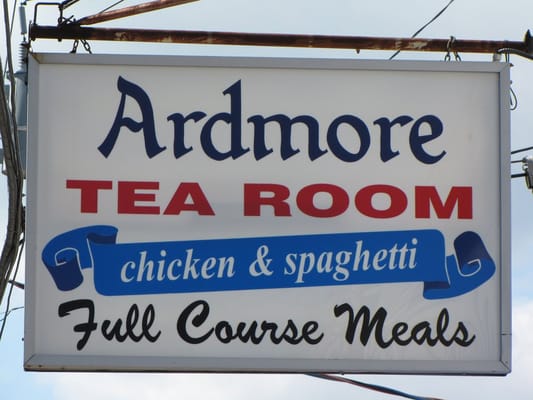 Ardmore
TEA ROOM
chicken & spaghetti
Full Course Meals